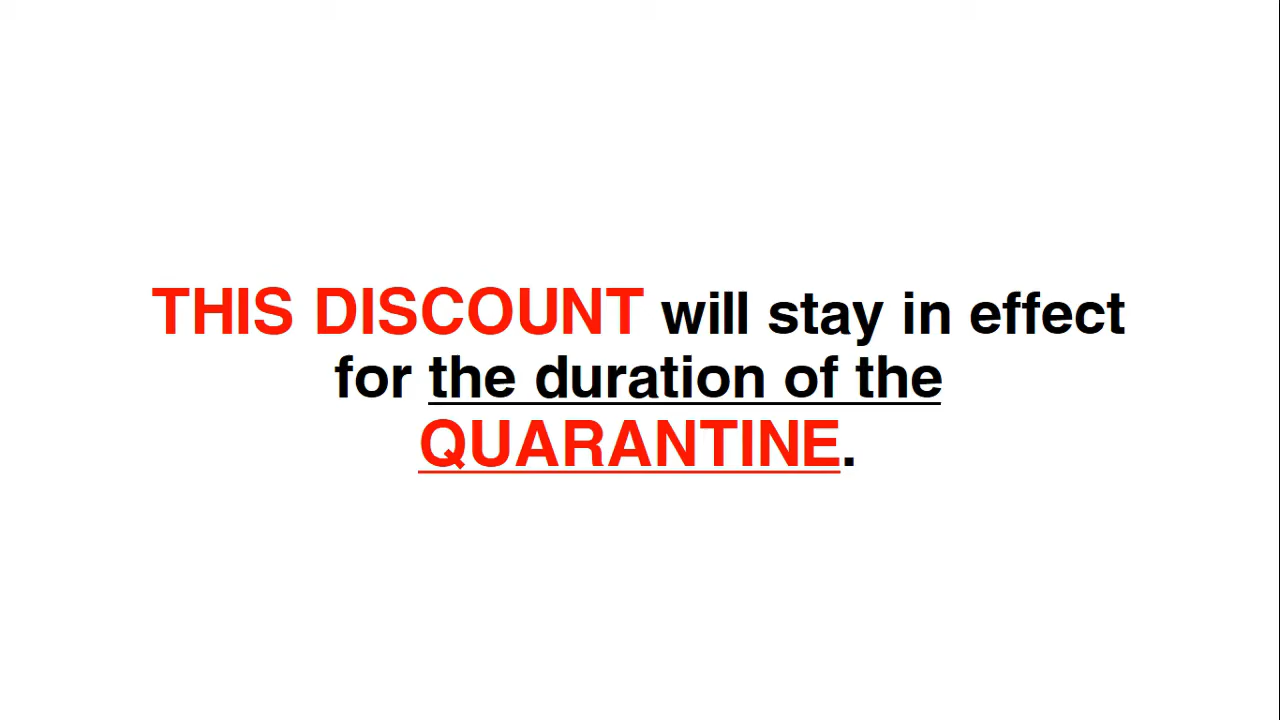 THIS DISCOUNT will stay in effect
for the duration of the
QUARANTINE.